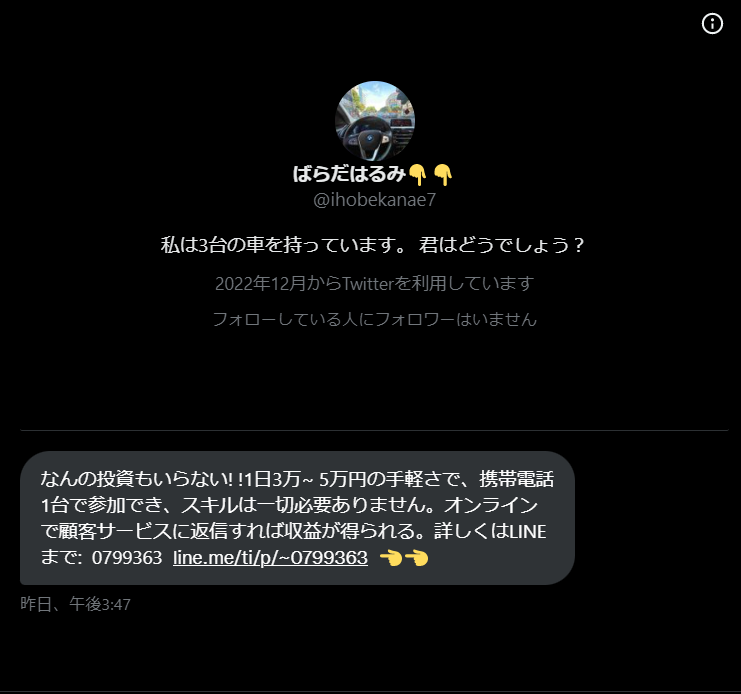 ばらだはるみ👇👇
@ihobekanae7
私は3台の車を持っています。 君はどうでしょう？
2022年12月からTwitterを利用しています
フォローしている人にフォロワーはいません
なんの投資もいらない! !1日3万~ 5万円の手軽さで、携帯電話
1台で参加でき、スキルは一切必要ありません。オンライン
で顧客サービスに返信すれば収益が得られる。詳しくはLINE
まで: 0799363 line.me/ti/p/~0799363 👈👈
昨日、午後3:47